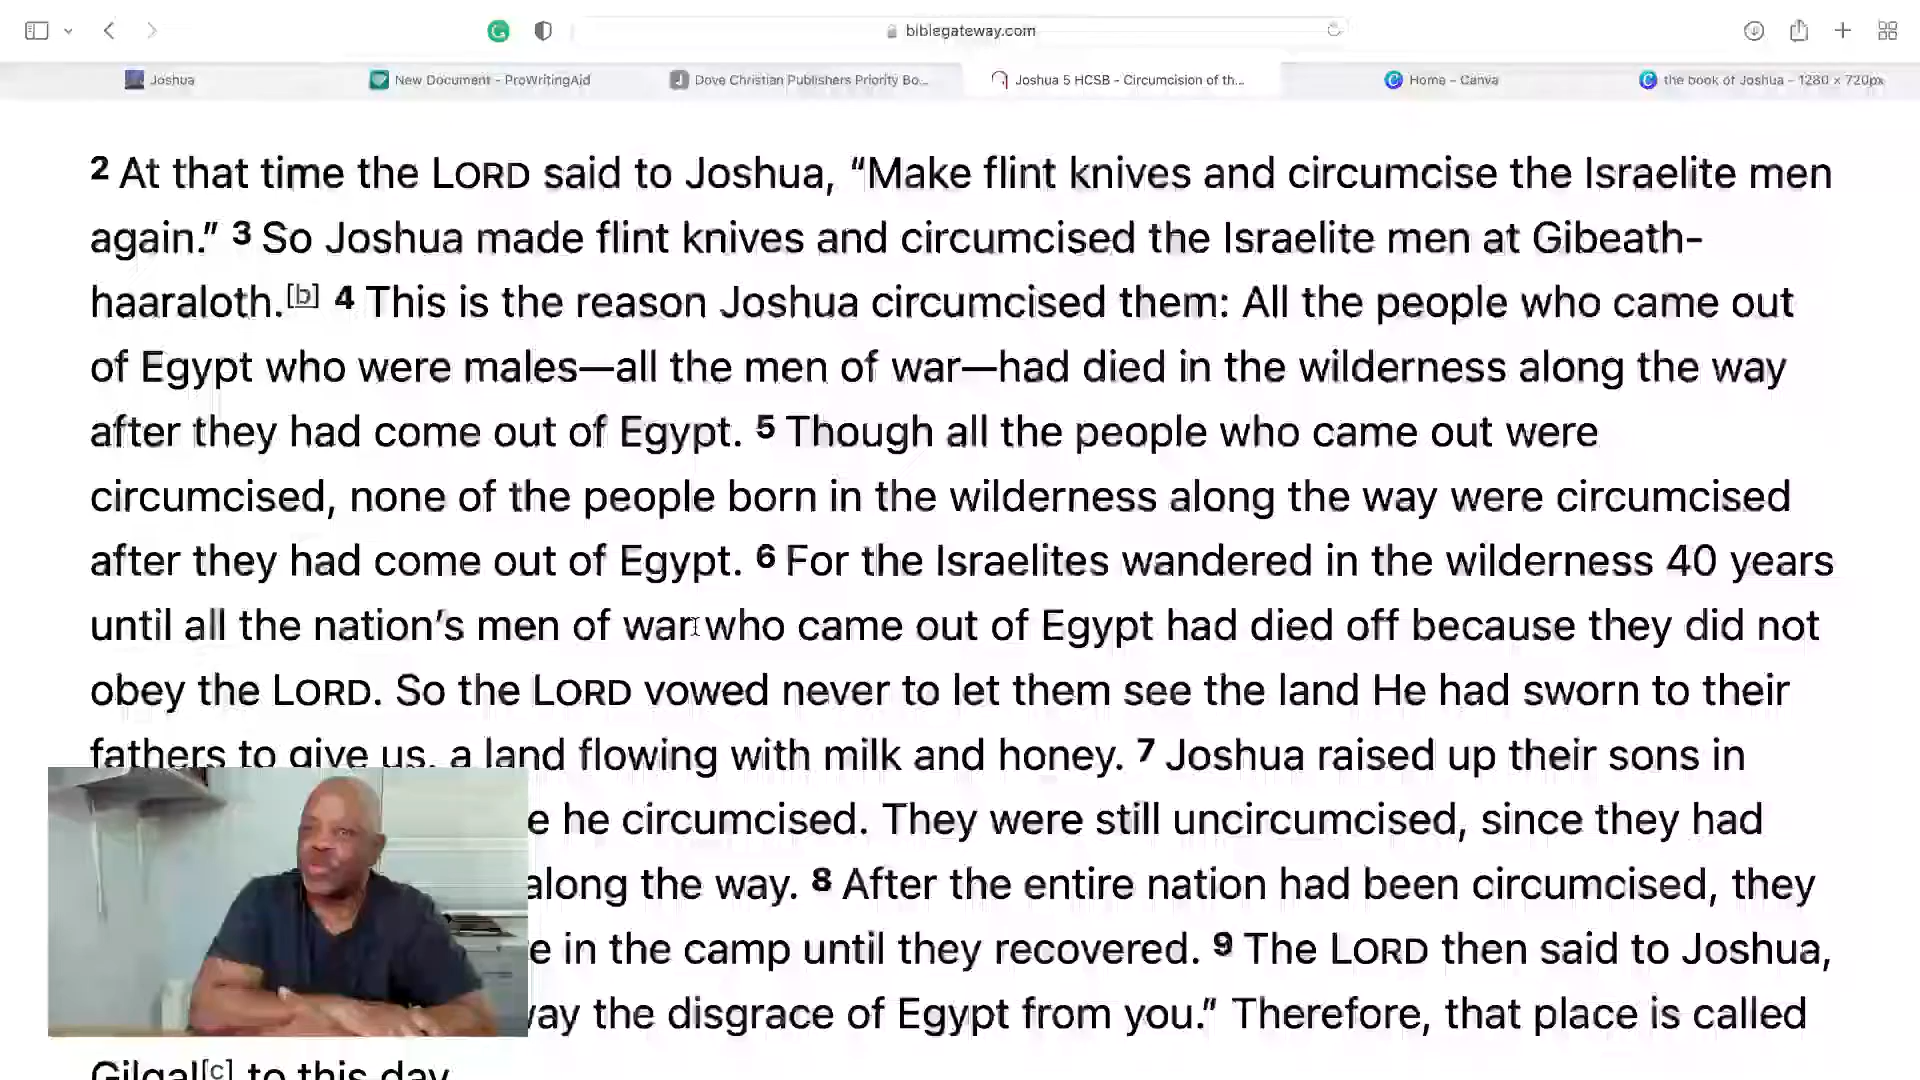 biblegateway.com
Joshua
New Document - ProWritingAid
Dove Christian Publishers Priority Bo...
Joshua 5 HCSB - Circumcision of th...
Home – Canva
the book of Joshua – 1280 × 720px
2 At that time the LORD said to Joshua, “Make flint knives and circumcise the Israelite men
again.” 3 So Joshua made flint knives and circumcised the Israelite men at Gibeath-
haaraloth.[b] 4 This is the reason Joshua circumcised them: All the people who came out
of Egypt who were males—all the men of war—had died in the wilderness along the way
after they had come out of Egypt. 5 Though all the people who came out were
circumcised, none of the people born in the wilderness along the way were circumcised
after they had come out of Egypt. 6 For the Israelites wandered in the wilderness 40 years
until all the nation’s men of war who came out of Egypt had died off because they did not
obey the LORD. So the LORD vowed never to let them see the land He had sworn to their
fathers to give us, a land flowing with milk and honey. 7 Joshua raised up their sons in
he circumcised. They were still uncircumcised, since they had
along the way. 8 After the entire nation had been circumcised, they
in the camp until they recovered. 9 The LORD then said to Joshua,
the disgrace of Egypt from you.” Therefore, that place is called
Gilgal[c] to this day.